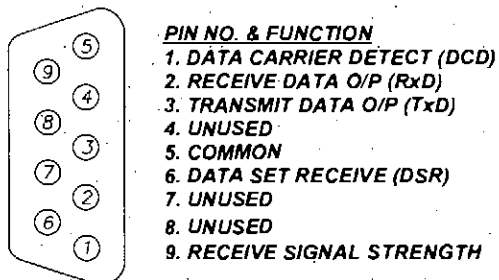 5
9
4
8
3
7
2
6
1
PIN NO. & FUNCTION
1. DATA CARRIER DETECT (DCD)
2. RECEIVE DATA O/P (RxD)
3. TRANSMIT DATA O/P (TxD)
4. UNUSED
5. COMMON
6. DATA SET RECEIVE (DSR)
7. UNUSED
8. UNUSED
9. RECEIVE SIGNAL STRENGTH